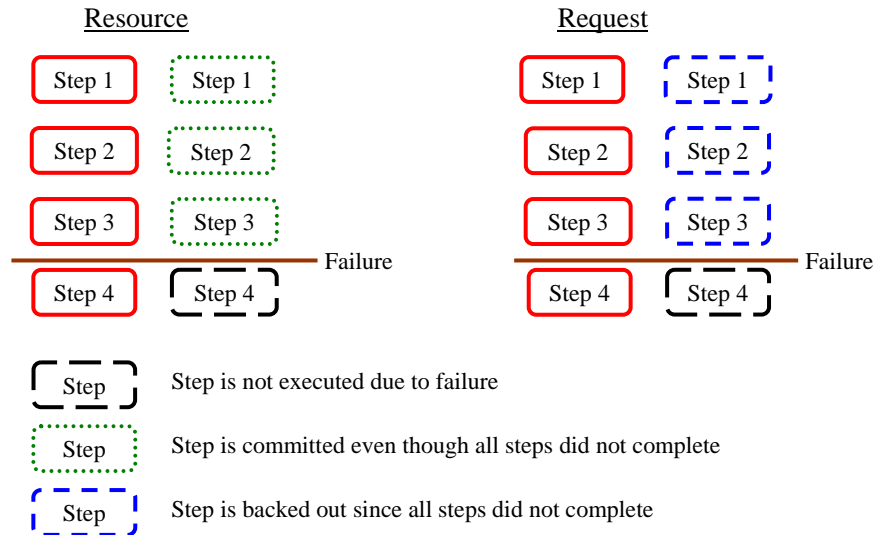 Resource Request
Step 1 Step 1 Step 1 Step 1
Step 2 Step 2 Step 2 Step 2
Step 3 Step 3 Step 3 Step 3
Failure Failure
Step 4 Step 4 Step 4 Step 4
Step Step is not executed due to failure
Step Step is committed even though all steps did not complete
Step Step is backed out since all steps did not complete